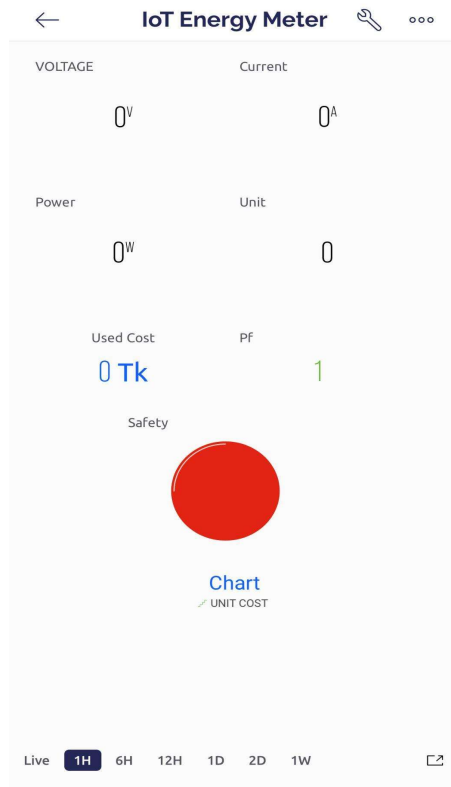 IoT Energy Meter
VOLTAGE Current
0V 0A
Power Unit
0W 0
Used Cost Pf
0 Tk 1
Safety
Chart
UNIT COST
Live 1H 6H 12H 1D 2D 1W